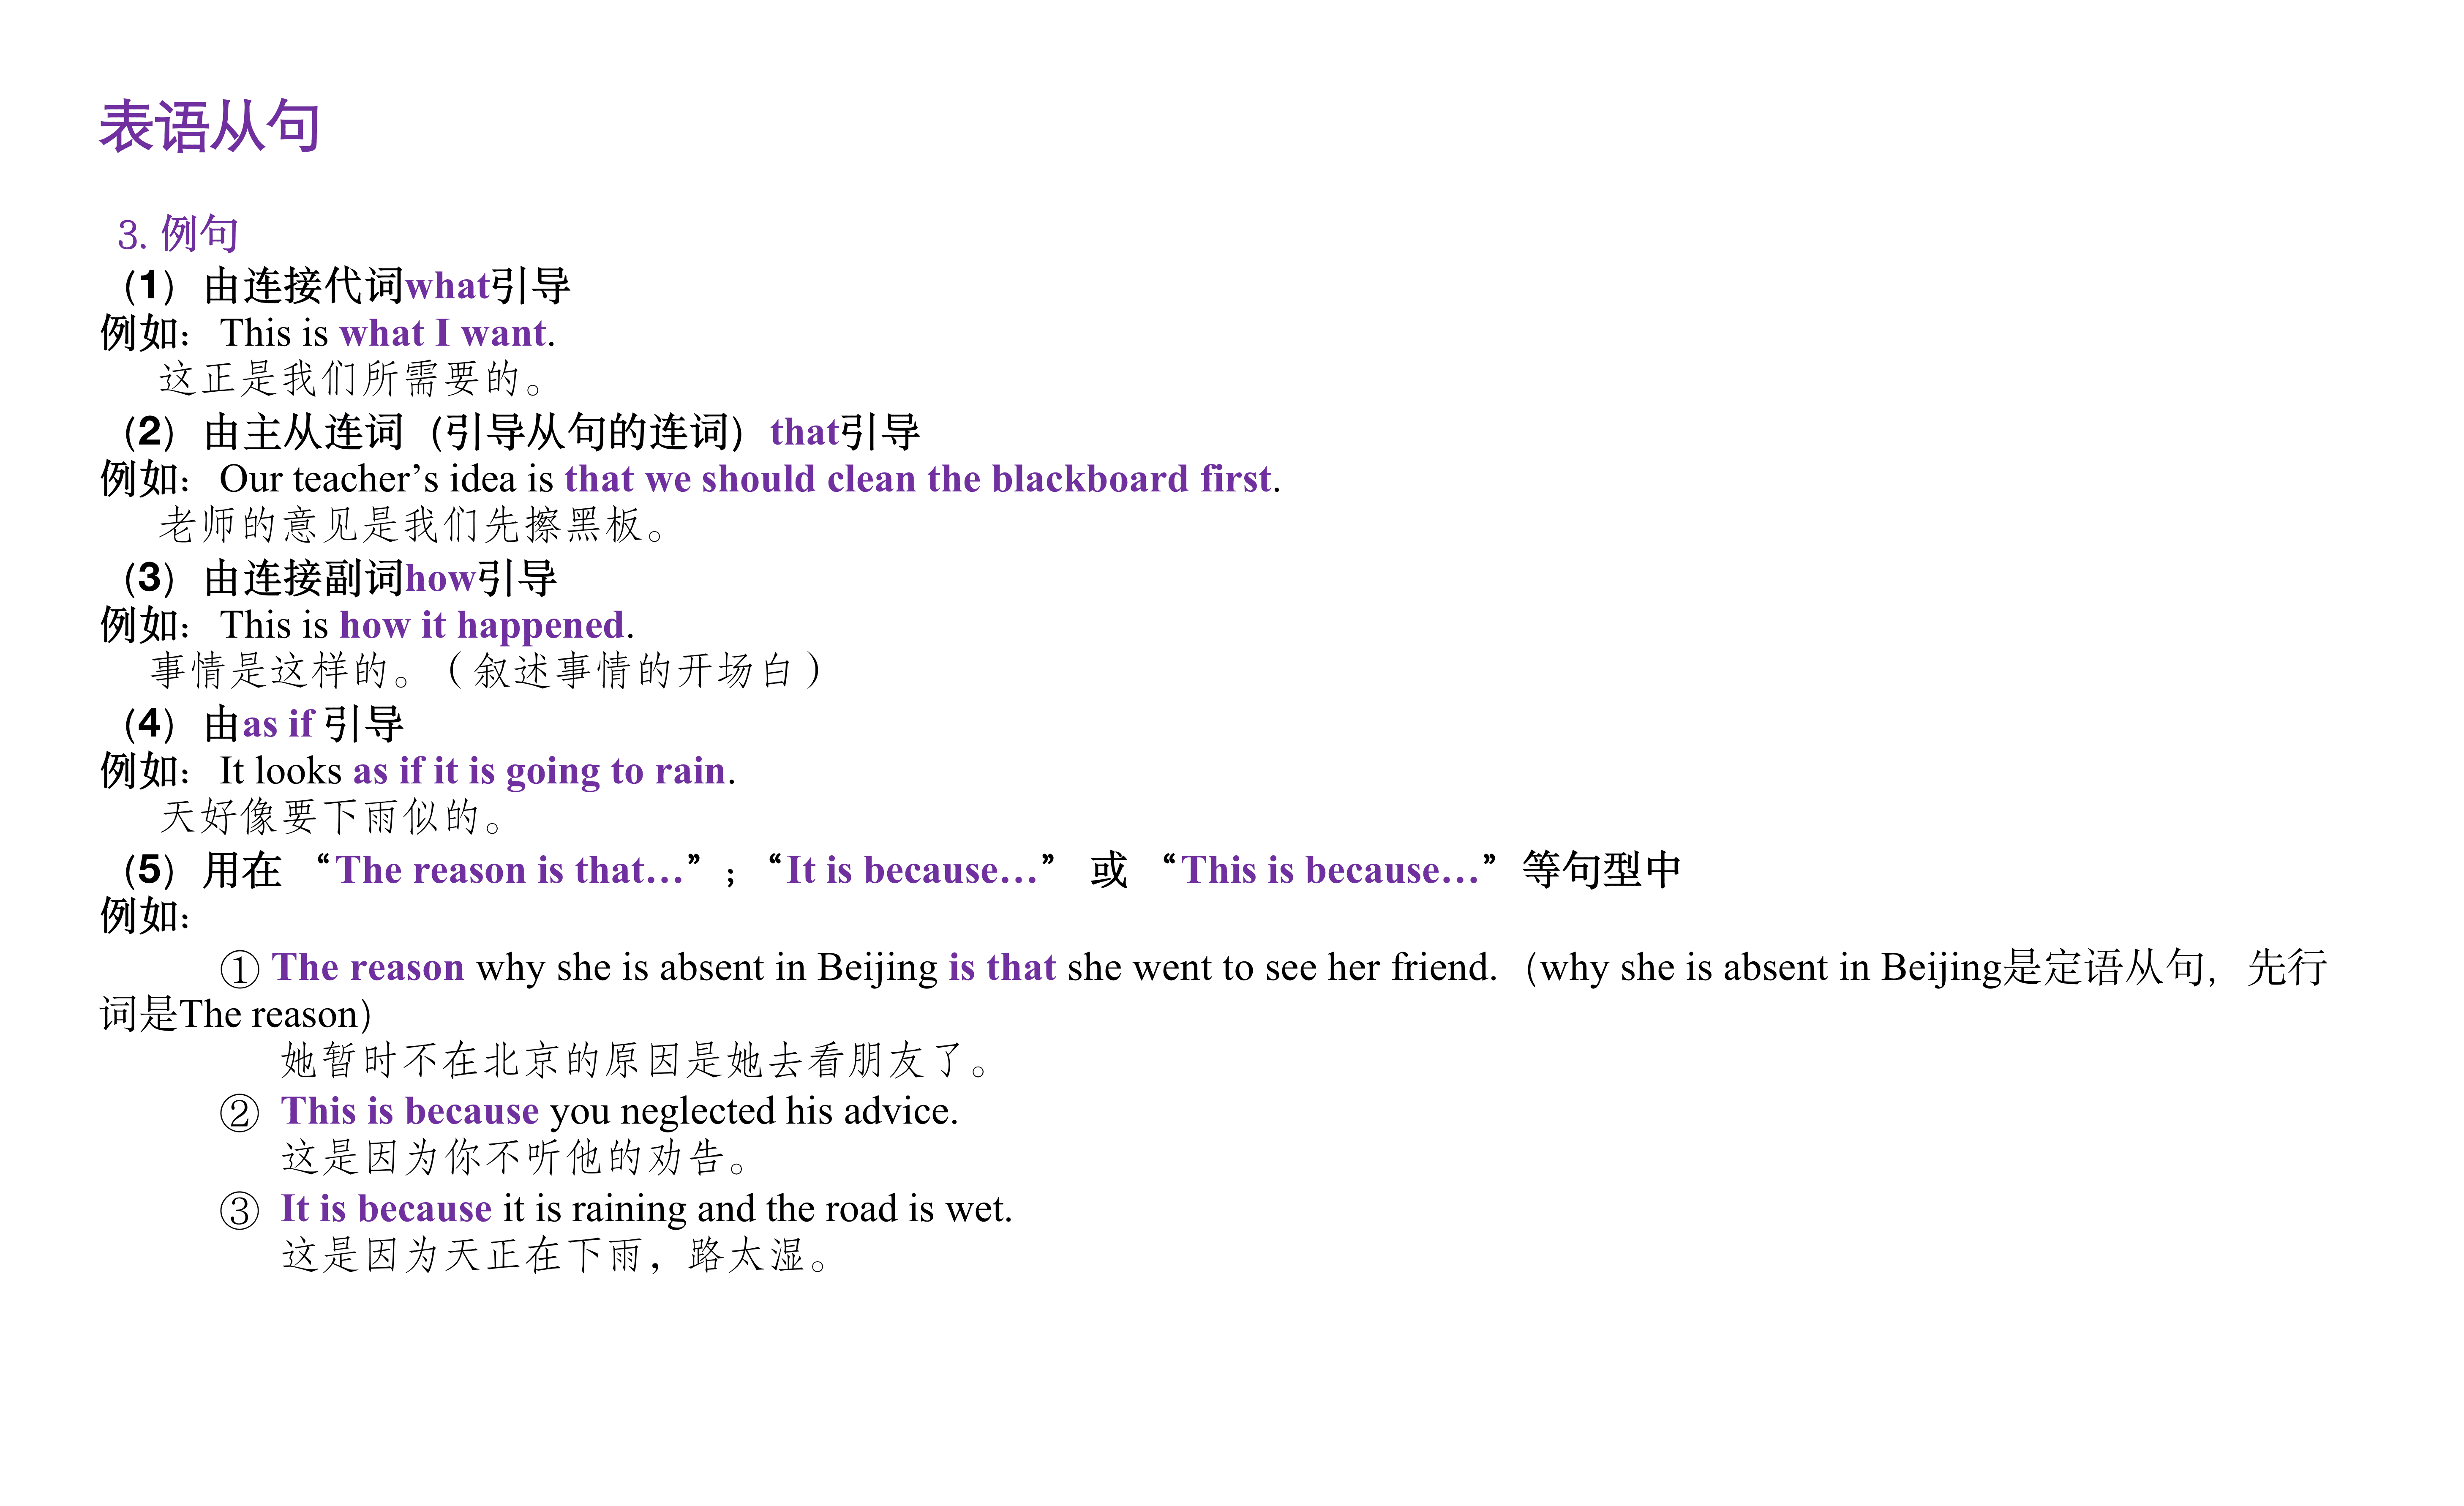 表语从句
3. 例句
（1）由连接代词what引导
例如：This is what I want.
这正是我们所需要的。
（2）由主从连词（引导从句的连词）that引导
例如：Our teacher’s idea is that we should clean the blackboard first.
老师的意见是我们先擦黑板。
（3）由连接副词how引导
例如：This is how it happened.
事情是这样的。（叙述事情的开场白）
（4）由as if 引导
例如：It looks as if it is going to rain.
天好像要下雨似的。
（5）用在 “The reason is that…”；“It is because…” 或 “This is because…”等句型中
例如：
① The reason why she is absent in Beijing is that she went to see her friend.（why she is absent in Beijing是定语从句，先行
词是The reason）
她暂时不在北京的原因是她去看朋友了。
② This is because you neglected his advice.
这是因为你不听他的劝告。
③ It is because it is raining and the road is wet.
这是因为天正在下雨，路太湿。